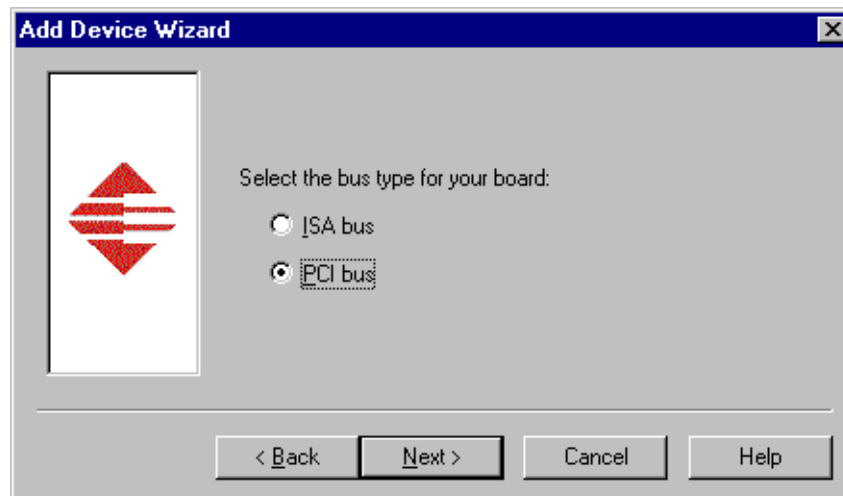 Add Device Wizard
Select the bus type for your board:
ISA bus
PCI bus
< Back Next > Cancel Help